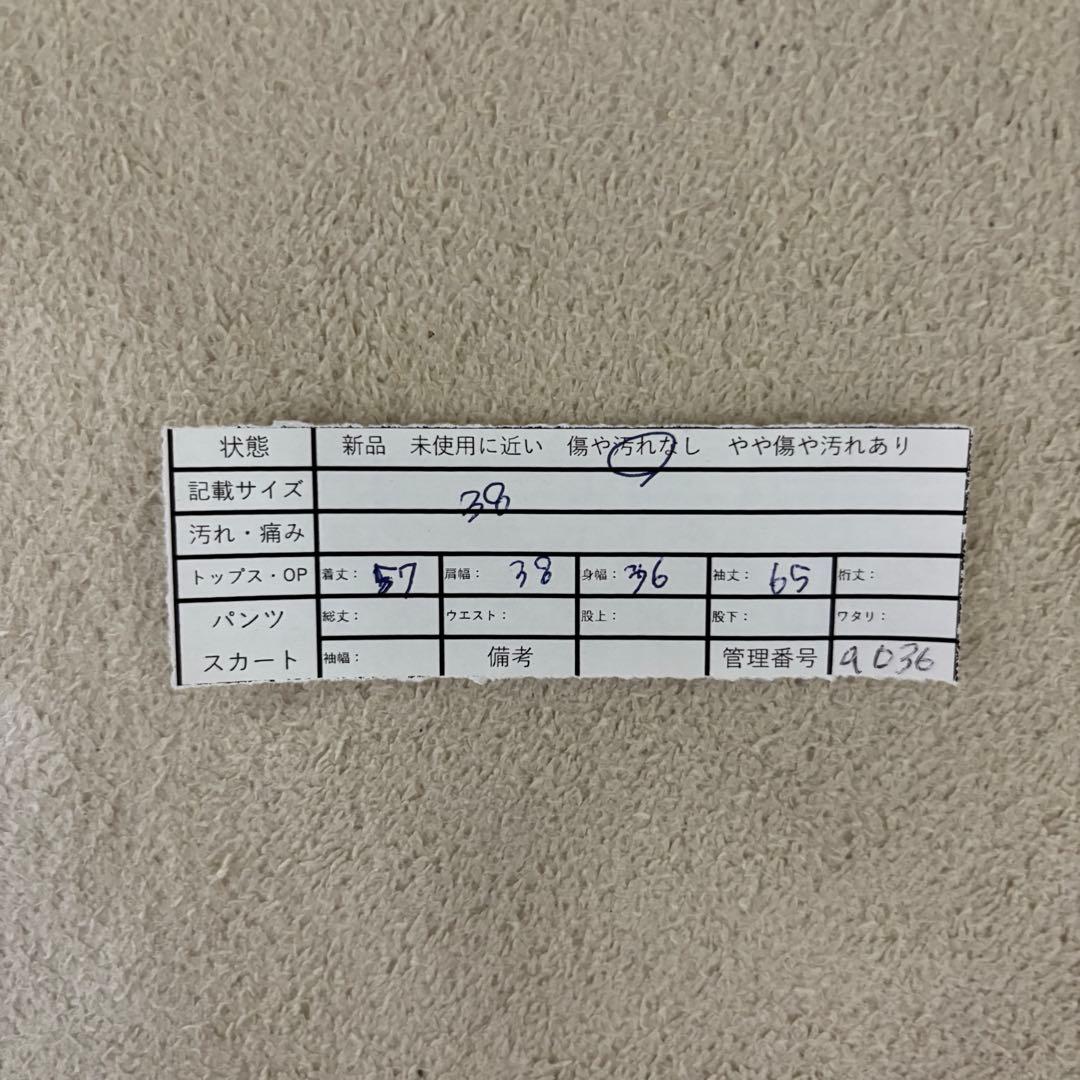 状態 新品 未使用に近い 傷や汚れなし やや傷や汚れあり
記載サイズ 38
汚れ・痛み
トップス・OP 着丈: 57 肩幅: 38 身幅: 36 袖丈: 65 裄丈:
パンツ 総丈: ウエスト: 股上: 股下: ワタリ:
スカート 袖幅: 備考 管理番号 a036